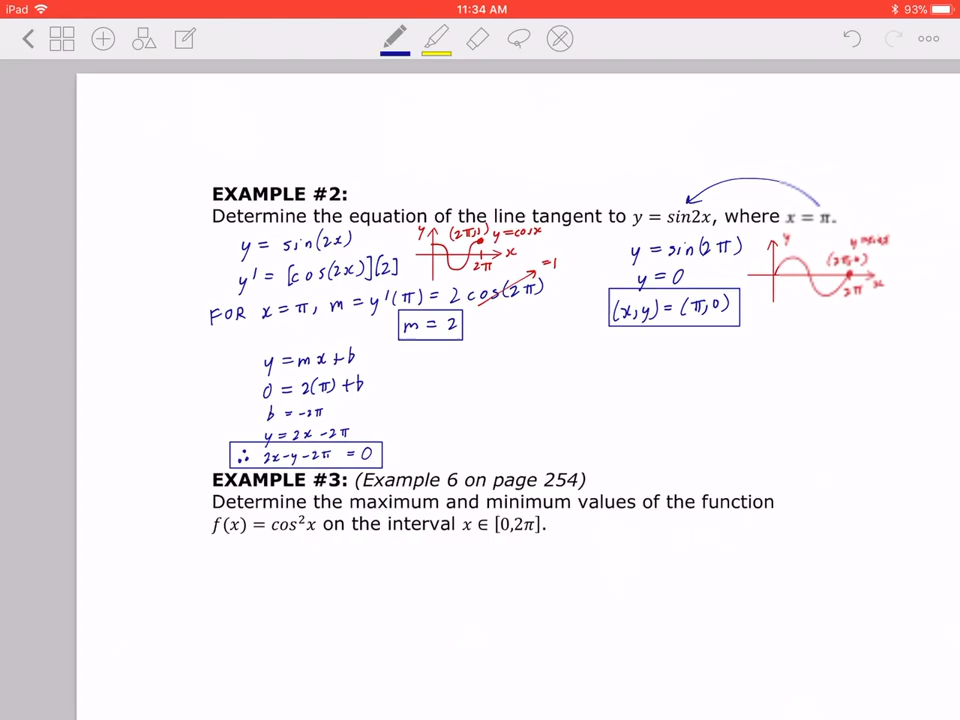 iPad 11:34 AM 93%
EXAMPLE #2:
Determine the equation of the line tangent to y = sin2x, where x = π.
y = sin(2x)
y' = [cos(2x)][2]
y (2π,1) y=cosx
x
2π
FOR x = π, m = y'(π) = 2 cos(2π) =1
m = 2
y = sin(2π)
y = 0
(x,y) = (π,0)
y y=sinx
(2π,0)
2π x
y = mx+b
0 = 2(π)+b
b = -2π
y = 2x -2π
∴ 2x-y-2π = 0
EXAMPLE #3: (Example 6 on page 254)
Determine the maximum and minimum values of the function
f(x) = cos²x on the interval x ∈ [0,2π].